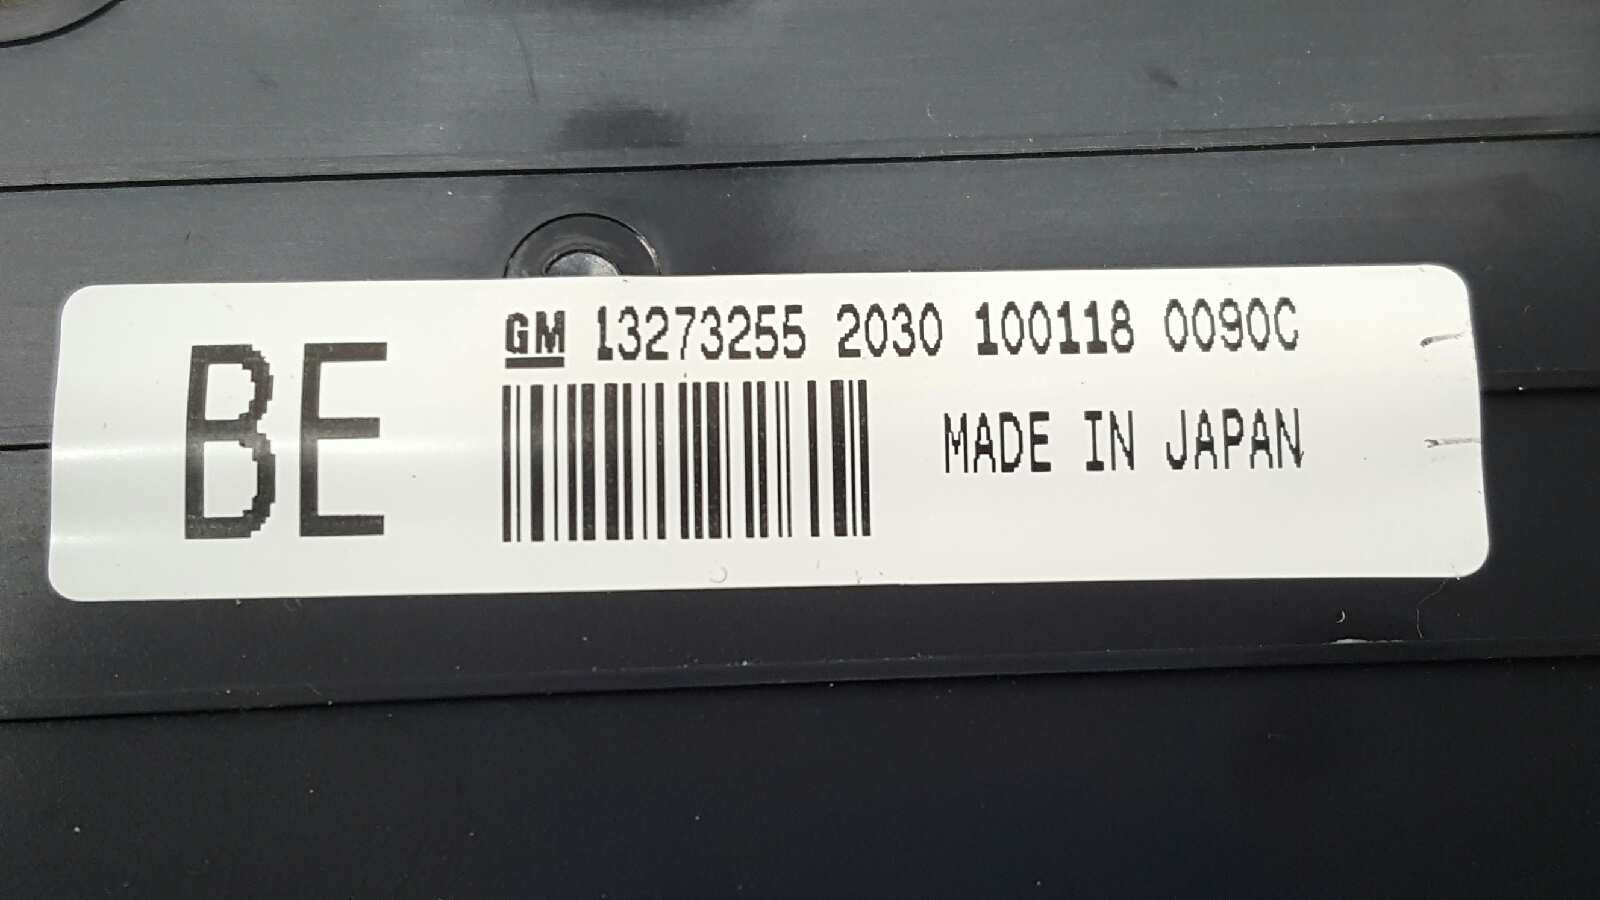 BE
GM 13273255 2030 100118 0090C
MADE IN JAPAN